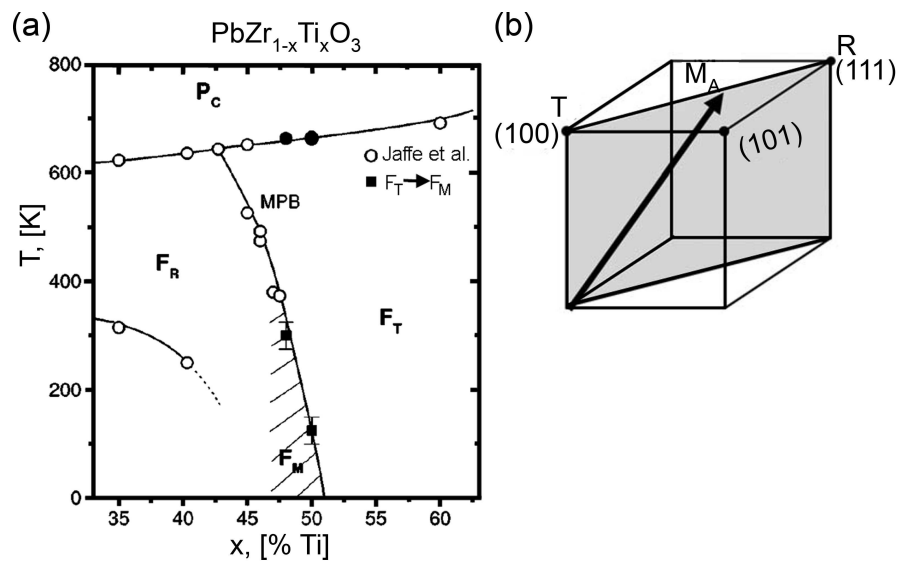 (a)
PbZr1-xTixO3
800
600
400
200
0
T, [K]
35
40
45
50
55
60
x, [% Ti]
PC
MPB
Jaffe et al.
FT→FM
FR
FT
FM
(b)
MA
R
(111)
T
(100)
(101)